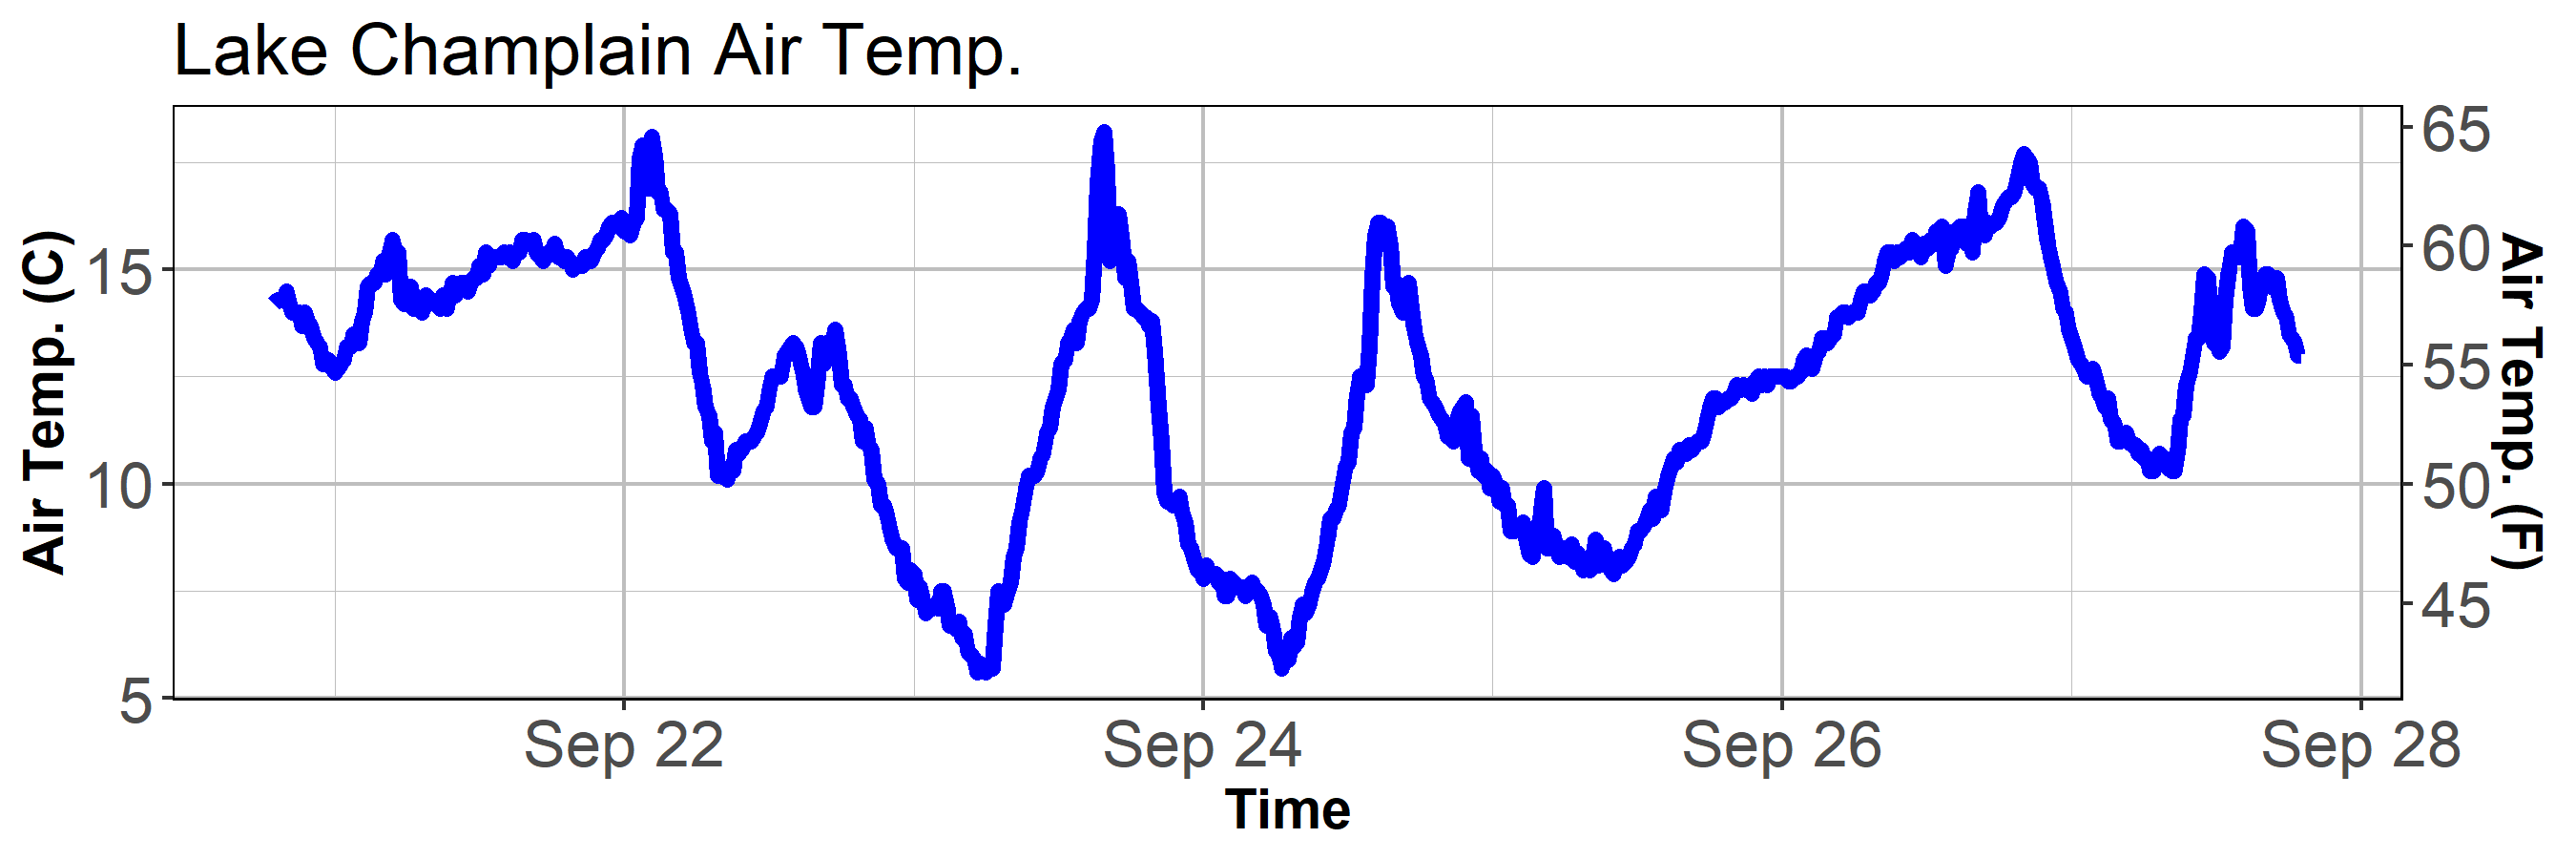 Lake Champlain Air Temp.
Air Temp. (C)
15
10
5
65
60
55
50
45
Air Temp. (F)
Sep 22
Sep 24
Sep 26
Sep 28
Time